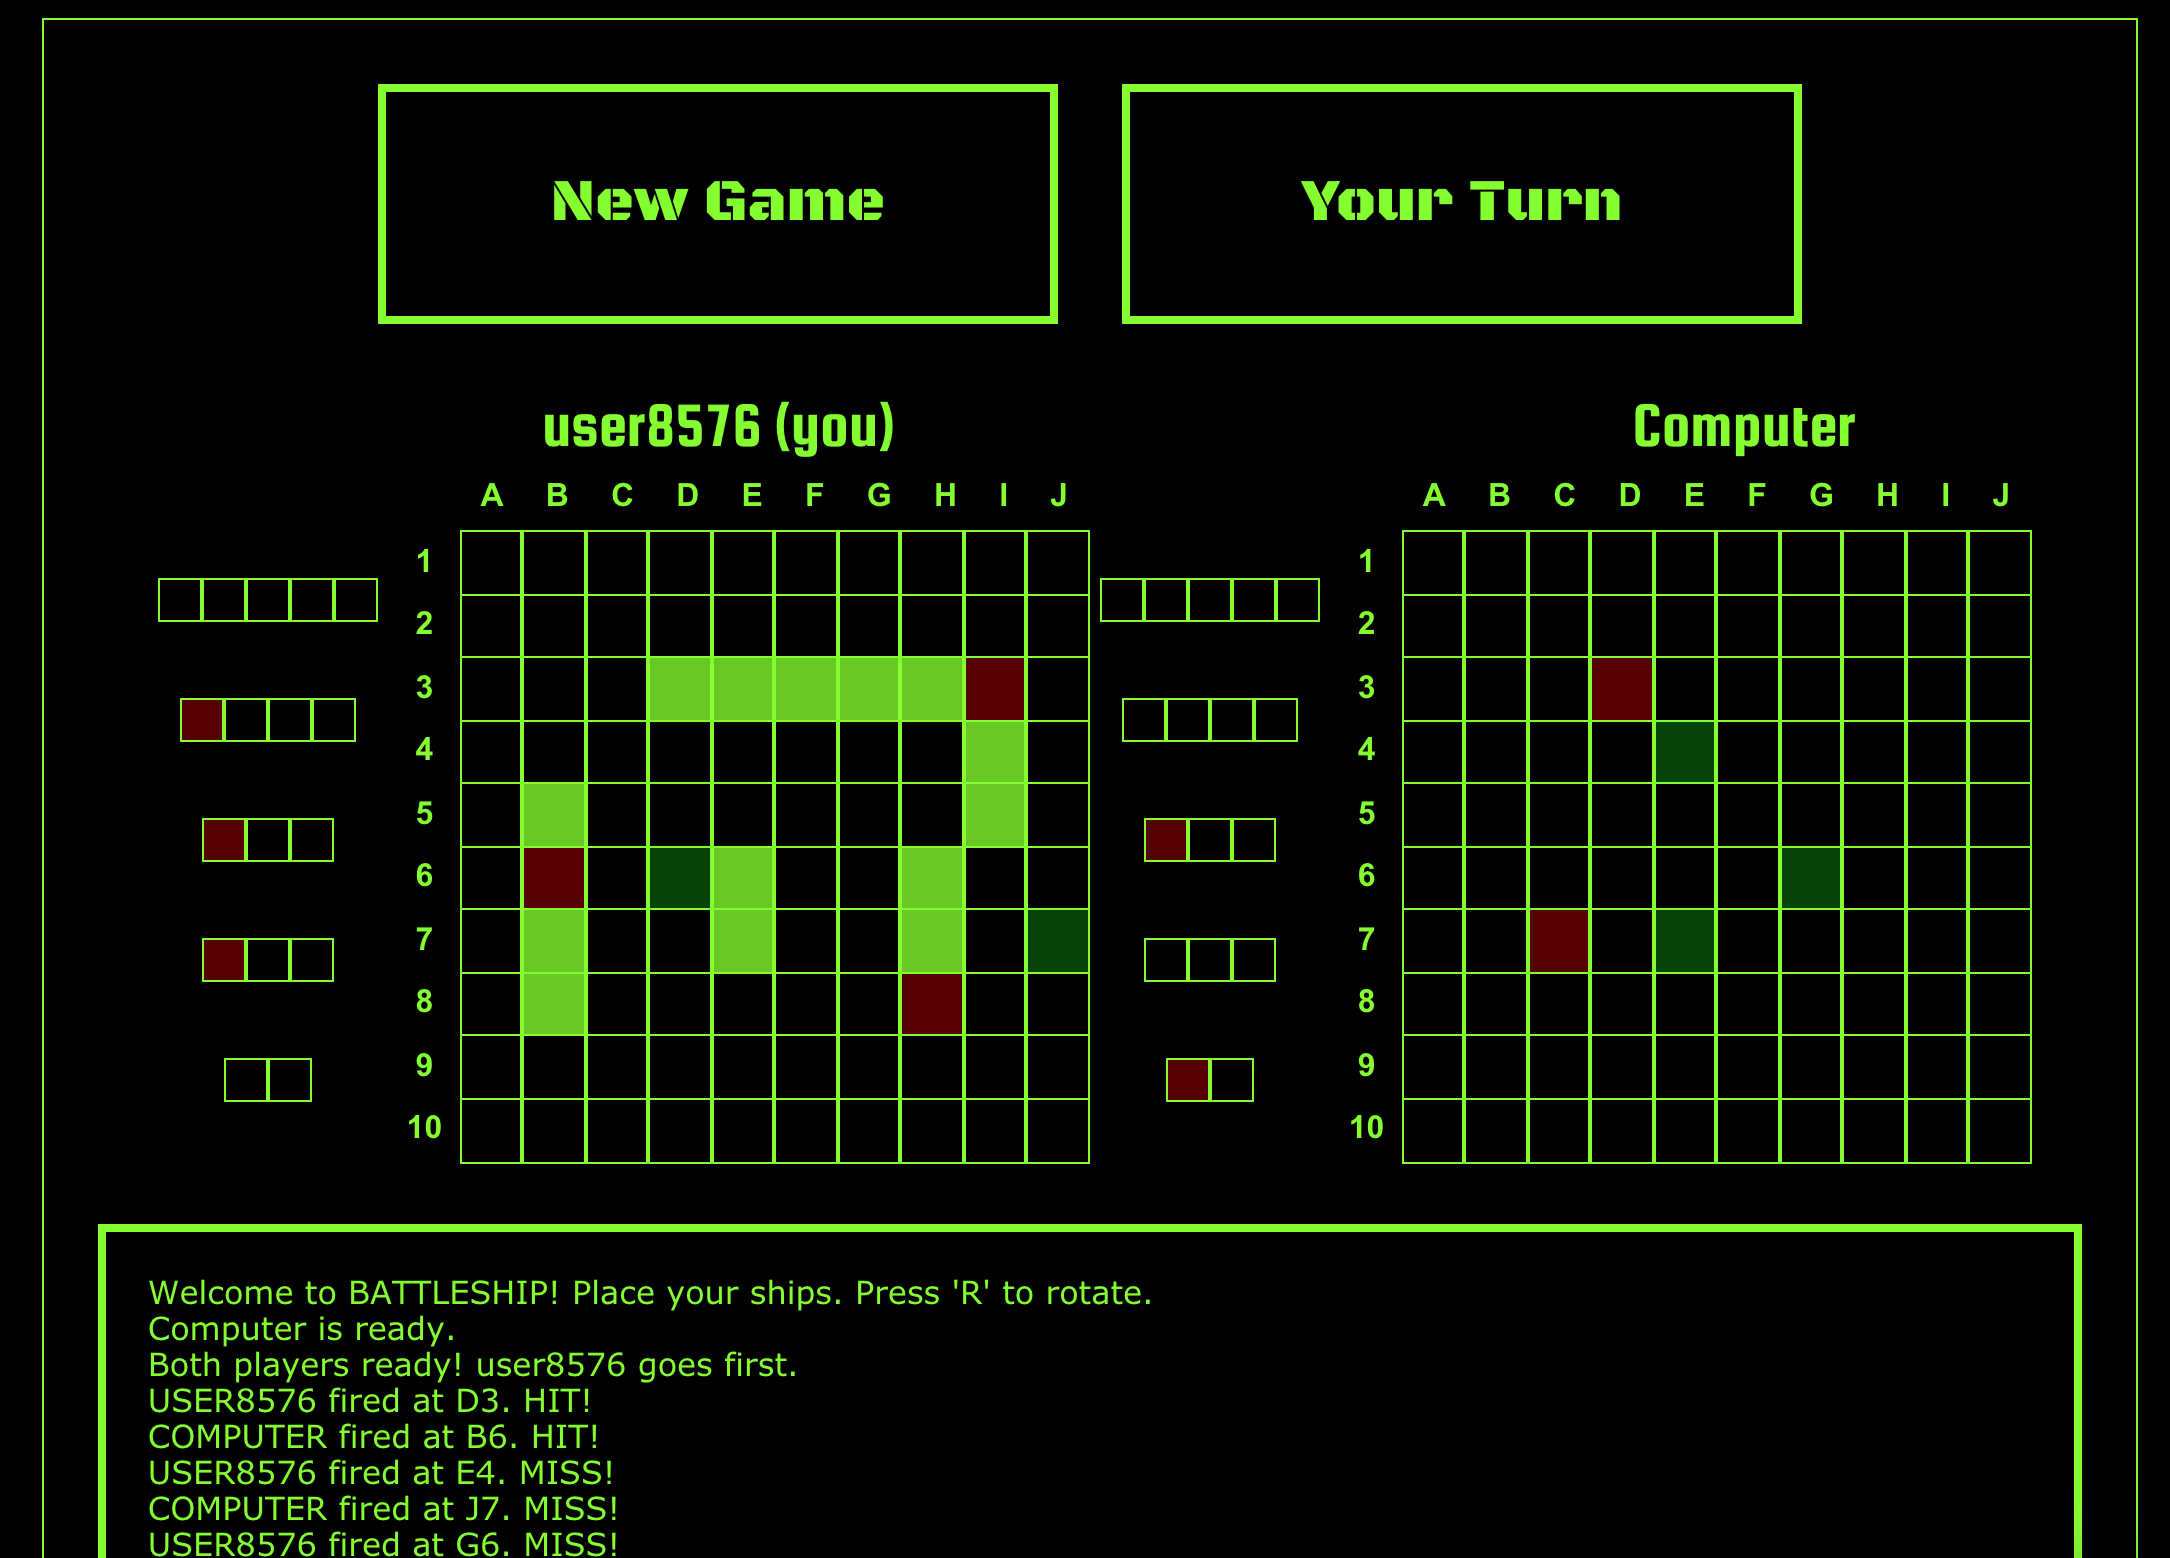 New Game
Your Turn
user8576 (you)
Computer
A B C D E F G H I J
A B C D E F G H I J
1 1
2 2
3 3
4 4
5 5
6 6
7 7
8 8
9 9
10 10
Welcome to BATTLESHIP! Place your ships. Press 'R' to rotate.
Computer is ready.
Both players ready! user8576 goes first.
USER8576 fired at D3. HIT!
COMPUTER fired at B6. HIT!
USER8576 fired at E4. MISS!
COMPUTER fired at J7. MISS!
USER8576 fired at G6. MISS!